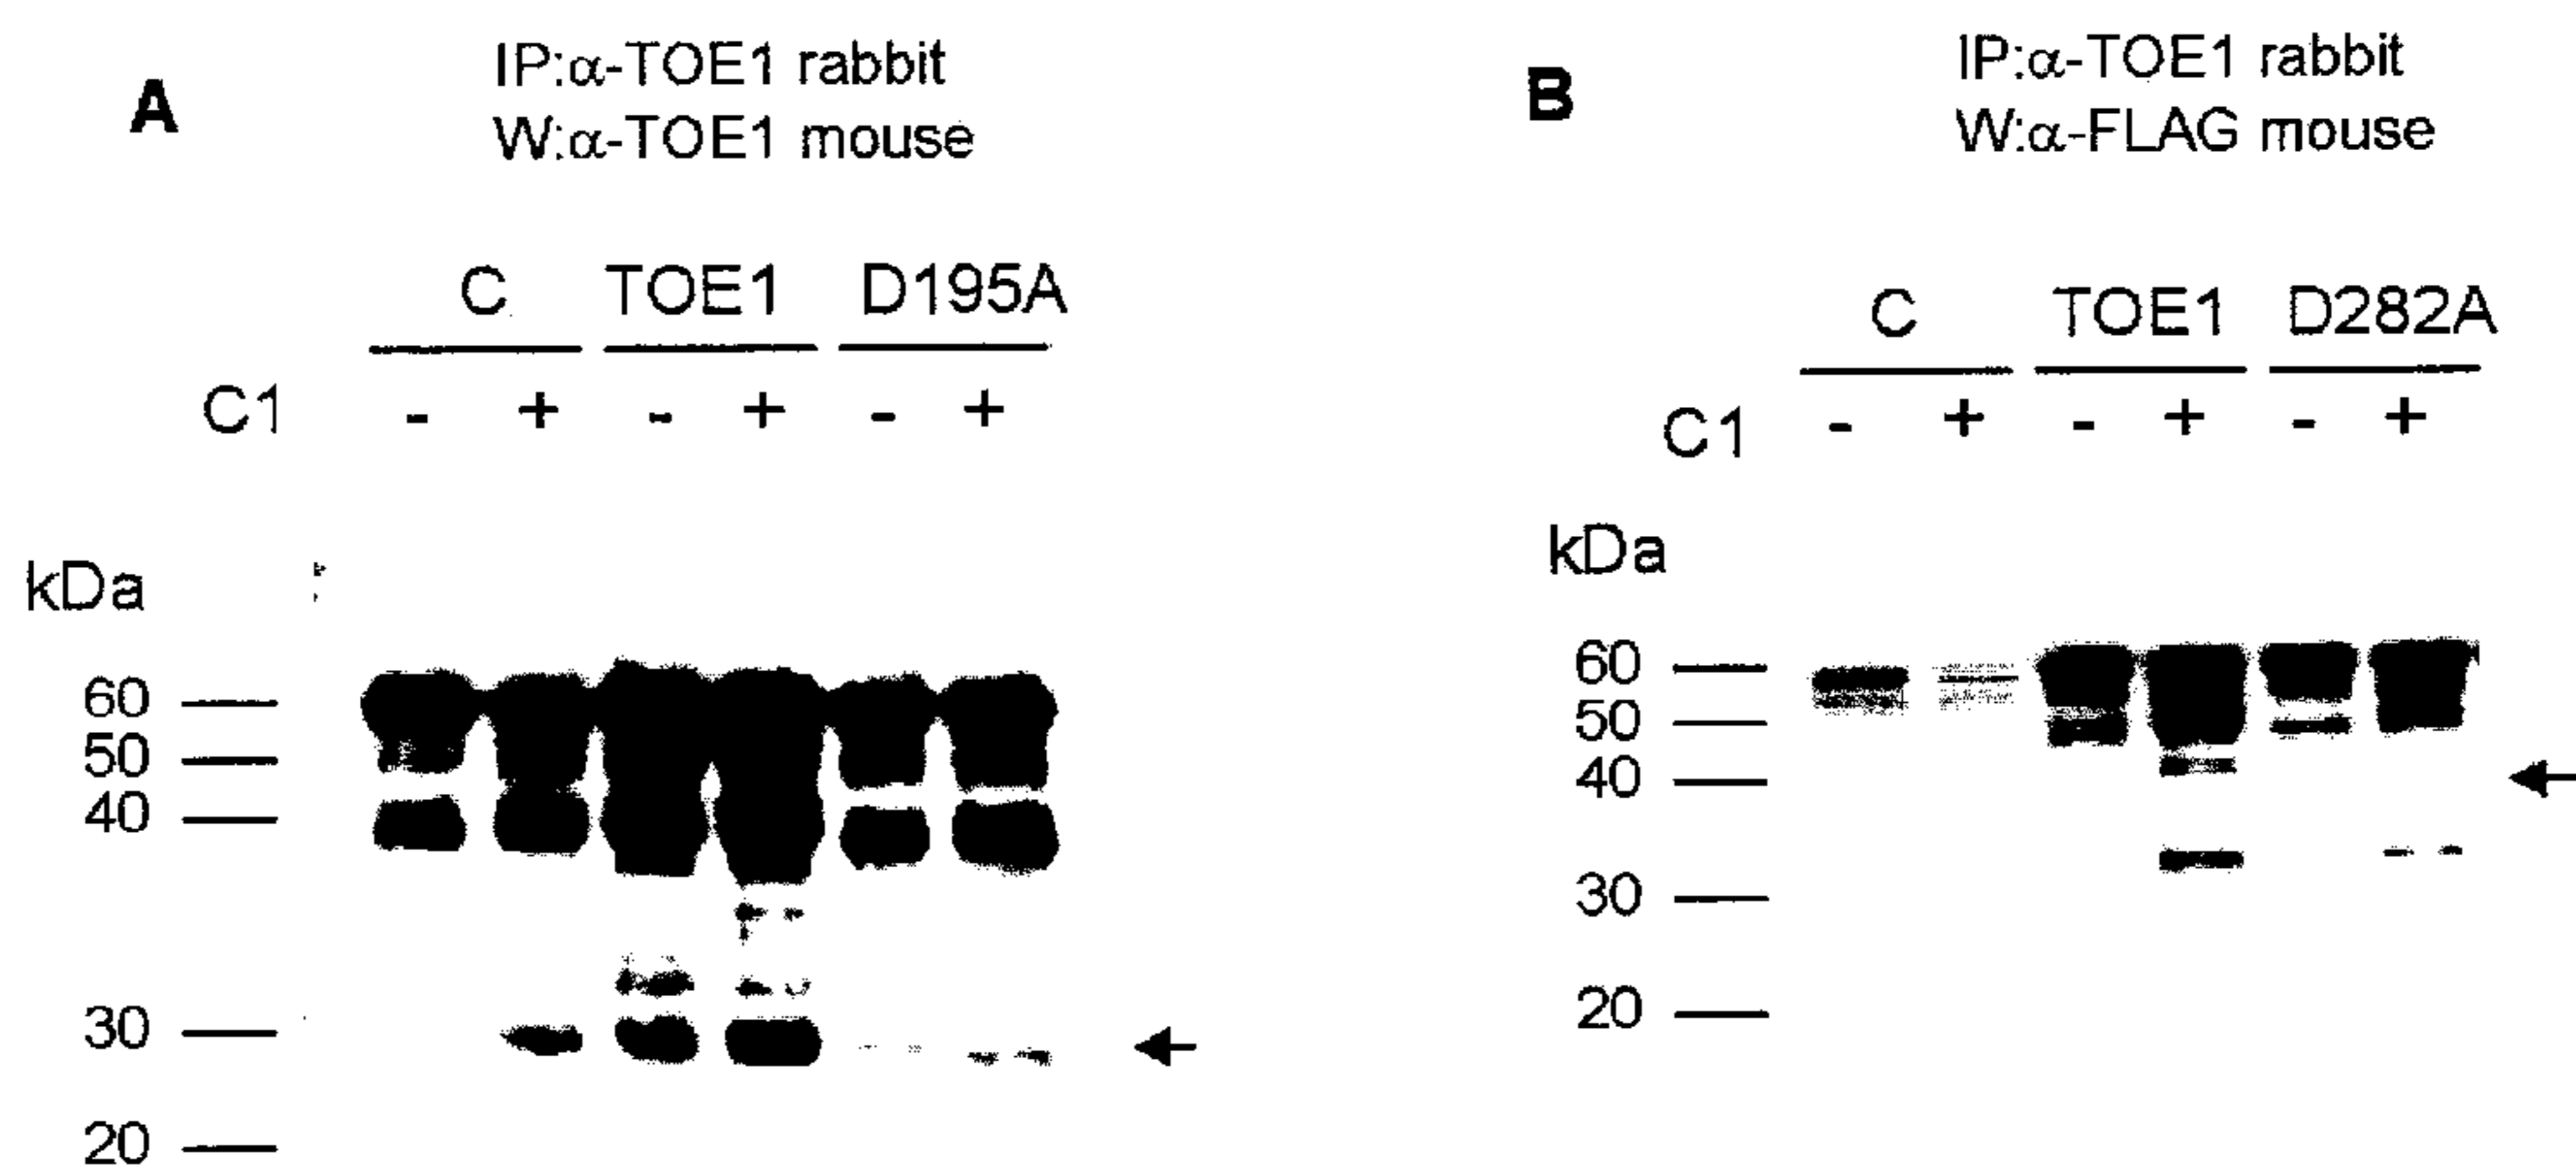 A
IP:α-TOE1 rabbit
W:α-TOE1 mouse
C TOE1 D195A
C1 - + - + - +
kDa
60
50
40
30
20
B
IP:α-TOE1 rabbit
W:α-FLAG mouse
C TOE1 D282A
C1 - + - + - +
kDa
60
50
40
30
20